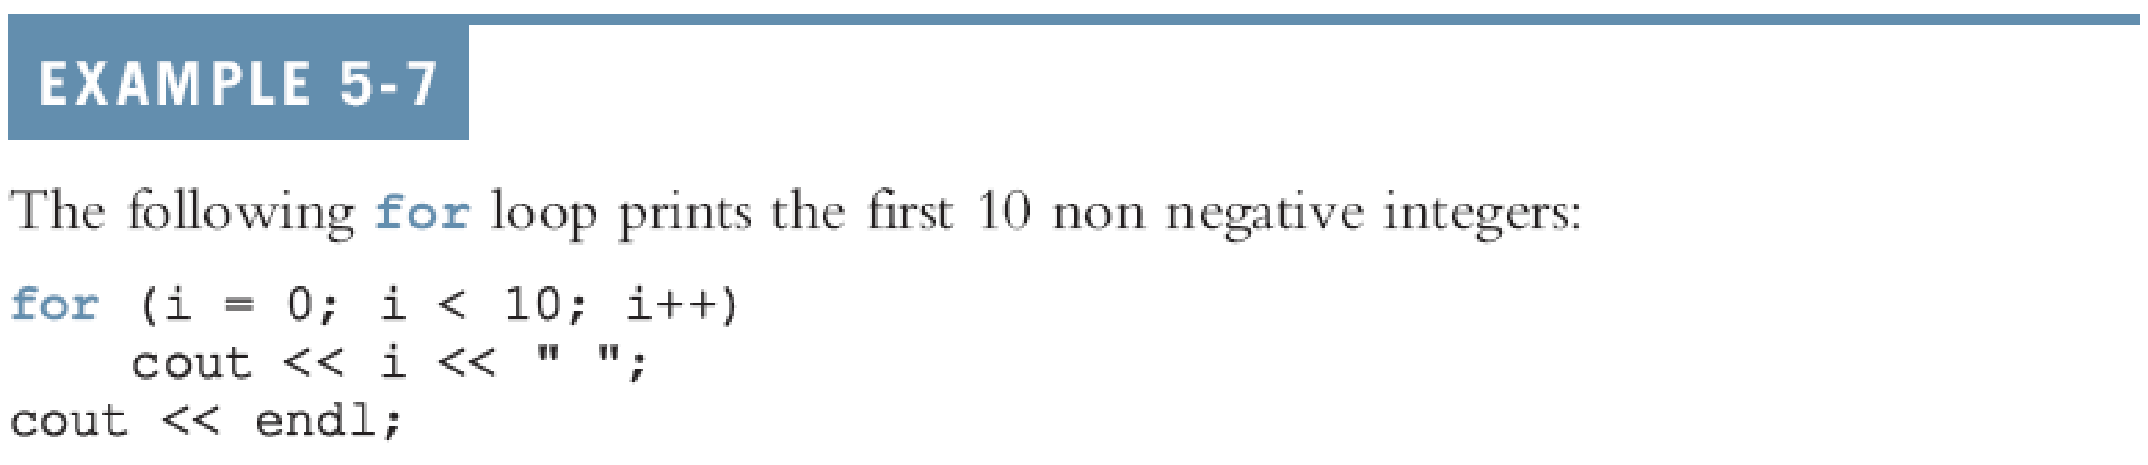 EXAMPLE 5-7
The following for loop prints the first 10 non negative integers:
for (i = 0; i < 10; i++)
    cout << i << " ";
cout << endl;